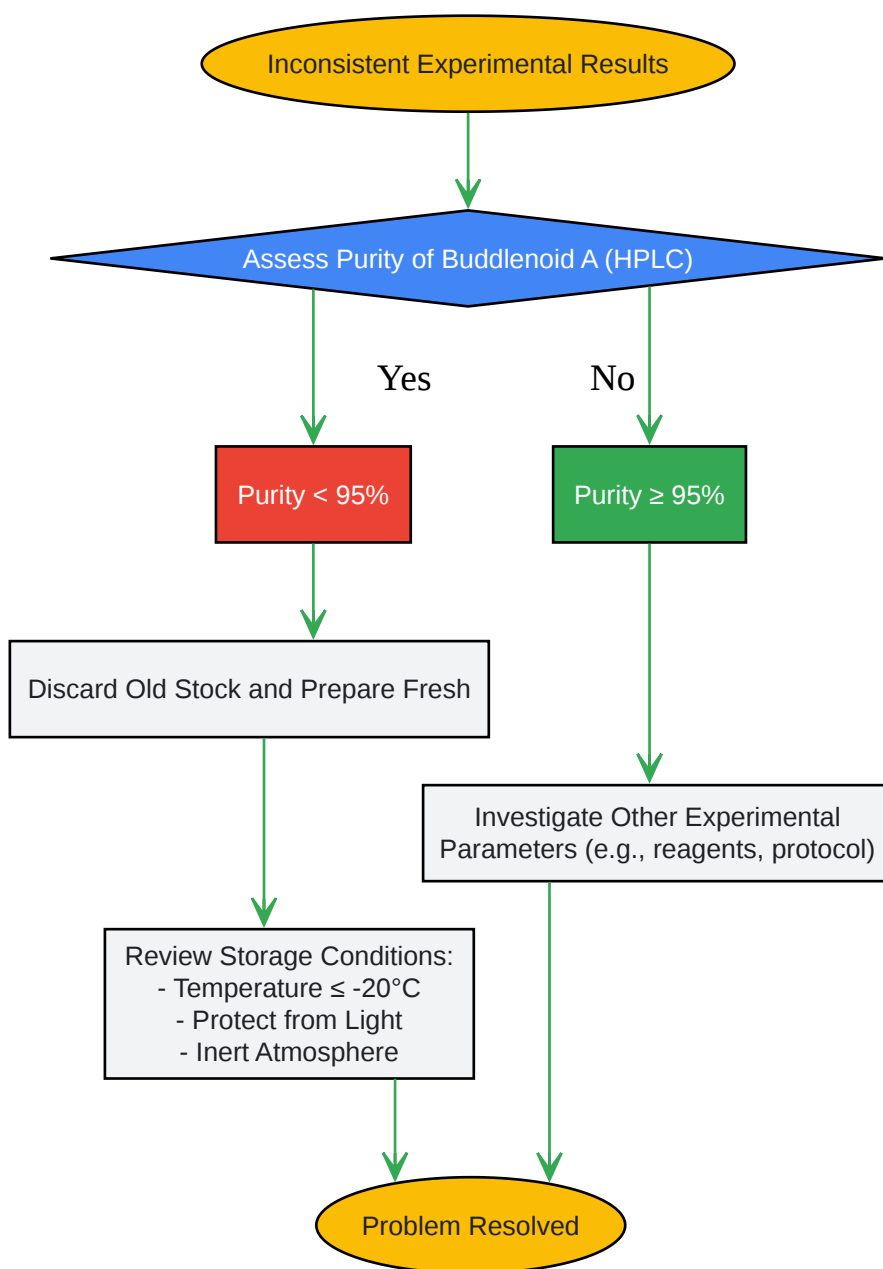 Inconsistent Experimental Results
Assess Purity of Buddlenoid A (HPLC)
Yes
No
Purity < 95%
Purity ≥ 95%
Discard Old Stock and Prepare Fresh
Investigate Other Experimental
Parameters (e.g., reagents, protocol)
Review Storage Conditions:
- Temperature ≤ -20°C
- Protect from Light
- Inert Atmosphere
Problem Resolved